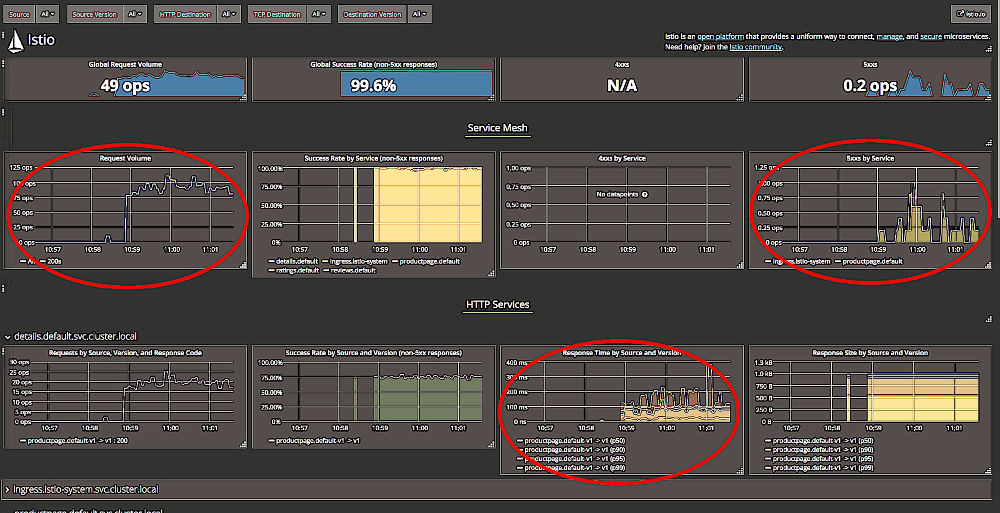 Source All Source Version All HTTP Destination All TCP Destination All Destination Version All istio.io
Istio
Istio is an open platform that provides a uniform way to connect, manage, and secure microservices.
Need help? Join the Istio community.
Global Request Volume
49 ops
Global Success Rate (non-5xx responses)
99.6%
4xxs
N/A
5xxs
0.2 ops
Service Mesh
Request Volume
125 ops
100 ops
75 ops
50 ops
25 ops
0 ops
10:57 10:58 10:59 11:00 11:01
All 200s
Success Rate by Service (non-5xx responses)
100.00%
75.00%
50.00%
25.00%
0%
10:57 10:58 10:59 11:00 11:01
details.default ingress.istio-system productpage.default
ratings.default reviews.default
4xxs by Service
1.00 ops
0.75 ops
No datapoints
0.50 ops
0.25 ops
0 ops
10:57 10:58 10:59 11:00 11:01
5xxs by Service
1.25 ops
1.00 ops
0.75 ops
0.50 ops
0.25 ops
0 ops
10:57 10:58 10:59 11:00 11:01
ingress.istio-system productpage.default
HTTP Services
details.default.svc.cluster.local
Requests by Source, Version, and Response Code
30 ops
25 ops
20 ops
15 ops
10 ops
5 ops
0 ops
10:57 10:58 10:59 11:00 11:01
productpage.default-v1 -> v1 : 200
Success Rate by Source and Version (non-5xx responses)
100.00%
75.00%
50.00%
25.00%
0%
10:57 10:58 10:59 11:00 11:01
productpage.default-v1 -> v1
Response Time by Source and Version
400 ms
300 ms
200 ms
100 ms
0 ns
10:57 10:58 10:59 11:00 11:01
productpage.default-v1 -> v1 (p50)
productpage.default-v1 -> v1 (p90)
productpage.default-v1 -> v1 (p95)
productpage.default-v1 -> v1 (p99)
Response Size by Source and Version
1.3 kB
1.0 kB
750 B
500 B
250 B
0 B
10:57 10:58 10:59 11:00 11:01
productpage.default-v1 -> v1 (p50)
productpage.default-v1 -> v1 (p90)
productpage.default-v1 -> v1 (p95)
productpage.default-v1 -> v1 (p99)
ingress.istio-system.svc.cluster.local
productpage.default.svc.cluster.local